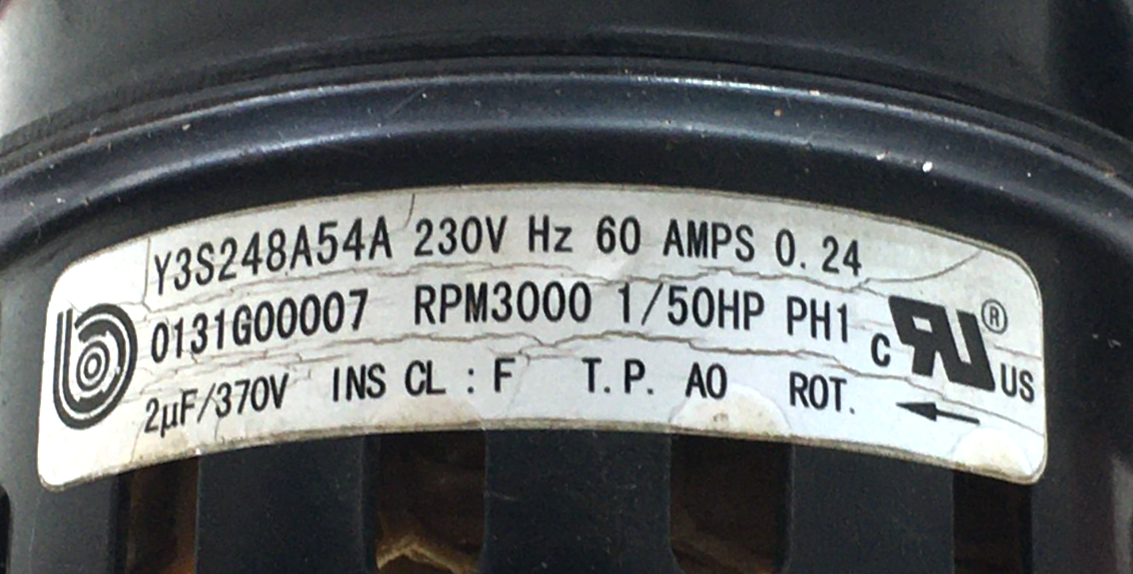 Y3S248A54A 230V Hz 60 AMPS 0.24
0131G00007 RPM3000 1/50HP PH1
2µF/370V INS CL : F T.P. AO ROT. ←
c RU ® US